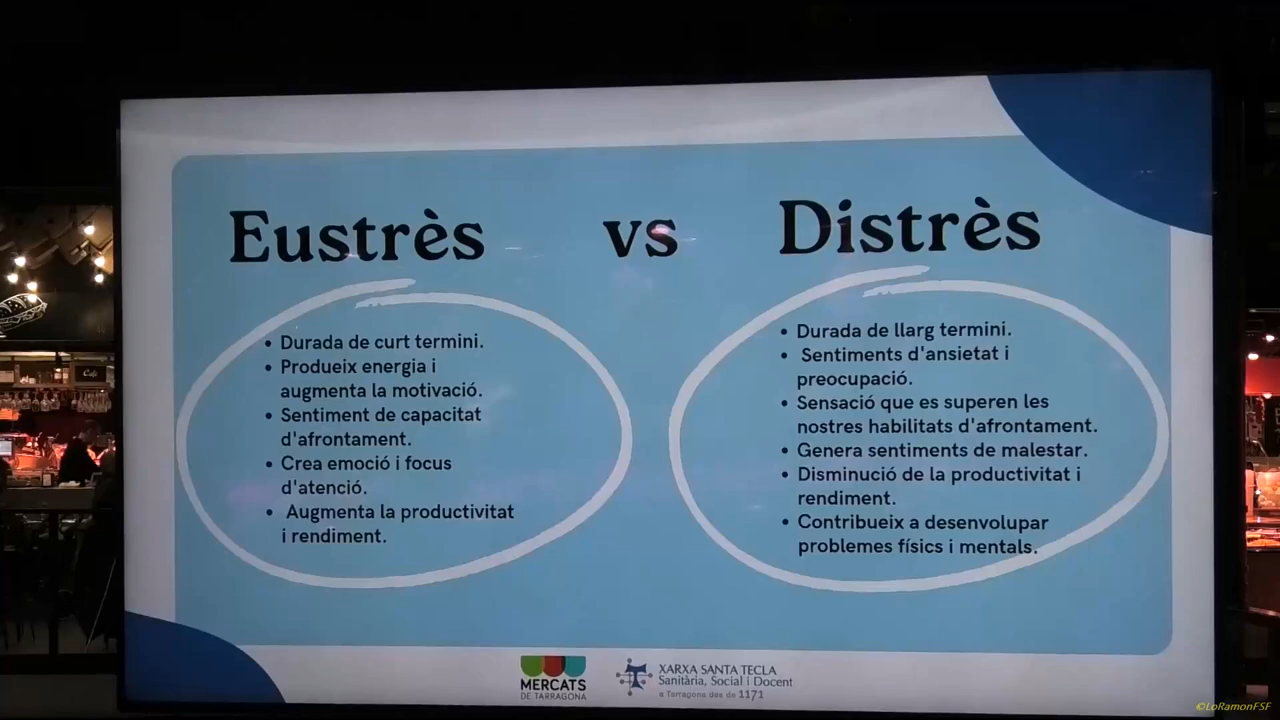 Eustrès vs Distrès
• Durada de curt termini.
• Produeix energia i
augmenta la motivació.
• Sentiment de capacitat
d'afrontament.
• Crea emoció i focus
d'atenció.
• Augmenta la productivitat
i rendiment.
• Durada de llarg termini.
• Sentiments d'ansietat i
preocupació.
• Sensació que es superen les
nostres habilitats d'afrontament.
• Genera sentiments de malestar.
• Disminució de la productivitat i
rendiment.
• Contribueix a desenvolupar
problemes físics i mentals.
MERCATS
DE TARRAGONA
XARXA SANTA TECLA
Sanitària, Social i Docent
a Tarragona des de 1171
Cafe
©LoRamonFSF